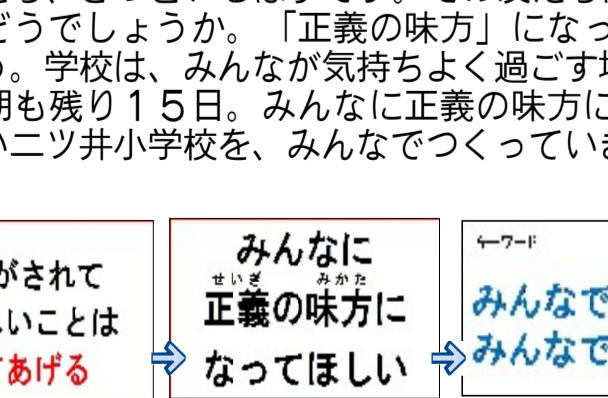 どうでしょうか。「正義の味方」になっ
。学校は、みんなが気持ちよく過ごす
期も残り１５日。みんなに正義の味方に
い二ツ井小学校を、みんなでつくってい
がされて
いことは
あげる
みんなに
せいぎ みかた
正義の味方に
なってほしい
キーワード
みんなで
みんなで